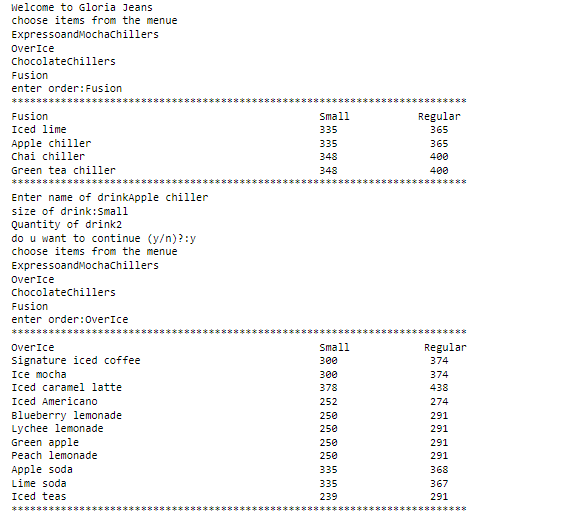 Welcome to Gloria Jeans
choose items from the menue
ExpressoandMochaChillers
OverIce
ChocolateChillers
Fusion
enter order:Fusion
**************************************************************************
Fusion Small Regular
Iced lime 335 365
Apple chiller 335 365
Chai chiller 348 400
Green tea chiller 348 400
**************************************************************************
Enter name of drinkApple chiller
size of drink:Small
Quantity of drink2
do u want to continue (y/n)?:y
choose items from the menue
ExpressoandMochaChillers
OverIce
ChocolateChillers
Fusion
enter order:OverIce
**************************************************************************
OverIce Small Regular
Signature iced coffee 300 374
Ice mocha 300 374
Iced caramel latte 378 438
Iced Americano 252 274
Blueberry lemonade 250 291
Lychee lemonade 250 291
Green apple 250 291
Peach lemonade 250 291
Apple soda 335 368
Lime soda 335 367
Iced teas 239 291
**************************************************************************